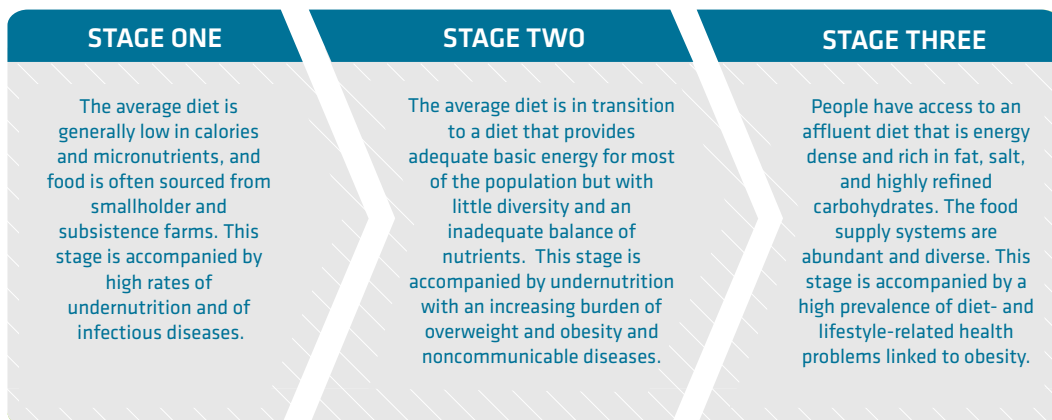 STAGE ONE
The average diet is
generally low in calories
and micronutrients, and
food is often sourced from
smallholder and
subsistence farms. This
stage is accompanied by
high rates of
undernutrition and of
infectious diseases.
STAGE TWO
The average diet is in transition
to a diet that provides
adequate basic energy for most
of the population but with
little diversity and an
inadequate balance of
nutrients.  This stage is
accompanied by undernutrition
with an increasing burden of
overweight and obesity and
noncommunicable diseases.
STAGE THREE
People have access to an
affluent diet that is energy
dense and rich in fat, salt,
and highly refined
carbohydrates. The food
supply systems are
abundant and diverse. This
stage is accompanied by a
high prevalence of diet- and
lifestyle-related health
problems linked to obesity.